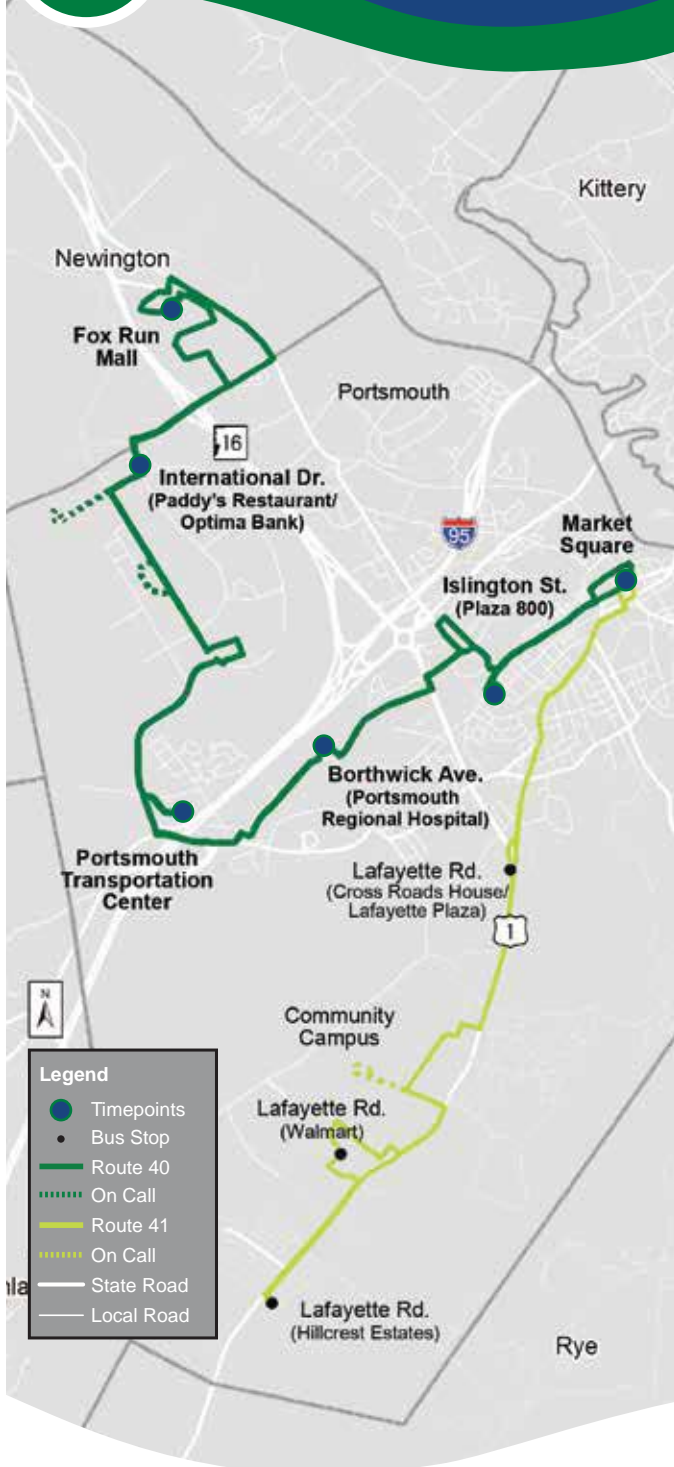 Kittery
Newington
Fox Run
Mall
Portsmouth
16
International Dr.
(Paddy's Restaurant/
Optima Bank)
95
Market
Square
Islington St.
(Plaza 800)
Borthwick Ave.
(Portsmouth
Regional Hospital)
Portsmouth
Transportation
Center
Lafayette Rd.
(Cross Roads House/
Lafayette Plaza)
1
N
Community
Campus
Legend
Timepoints
Bus Stop
Route 40
On Call
Route 41
On Call
State Road
Local Road
Lafayette Rd.
(Walmart)
Lafayette Rd.
(Hillcrest Estates)
Rye